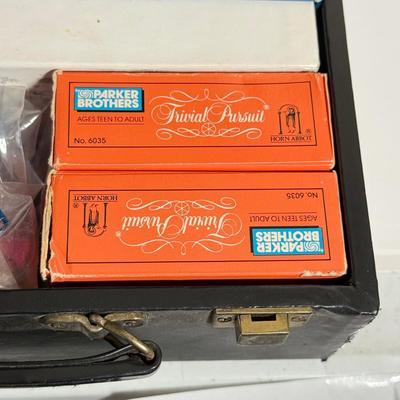 PARKER
BROTHERS
AGES TEEN TO ADULT
No. 6035
Trivial Pursuit®
HORN ABBOT
®
HORN ABBOT
®
Trivial Pursuit®
No. 6035
AGES TEEN TO ADULT
PARKER
BROTHERS